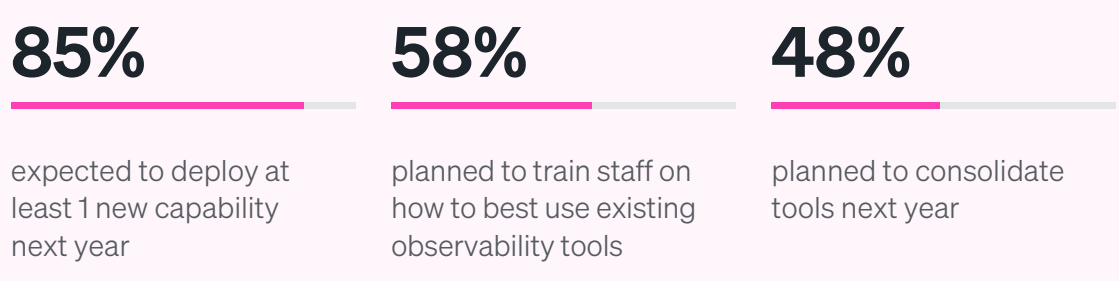 85%
expected to deploy at
least 1 new capability
next year
58%
planned to train staff on
how to best use existing
observability tools
48%
planned to consolidate
tools next year